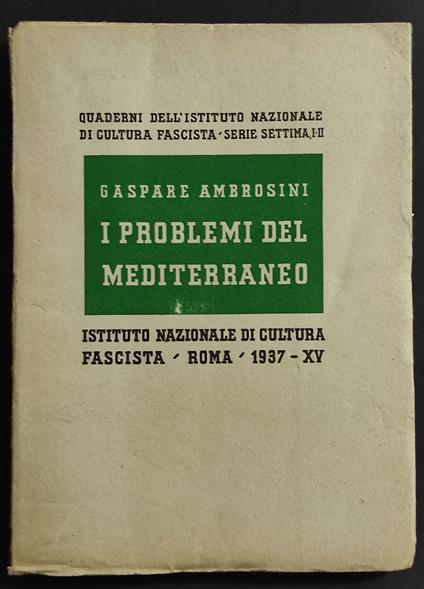 QUADERNI DELL'ISTITUTO NAZIONALE
DI CULTURA FASCISTA - SERIE SETTIMA, I-II
GASPARE AMBROSINI
I PROBLEMI DEL
MEDITERRANEO
ISTITUTO NAZIONALE DI CULTURA
FASCISTA - ROMA - 1937 - XV